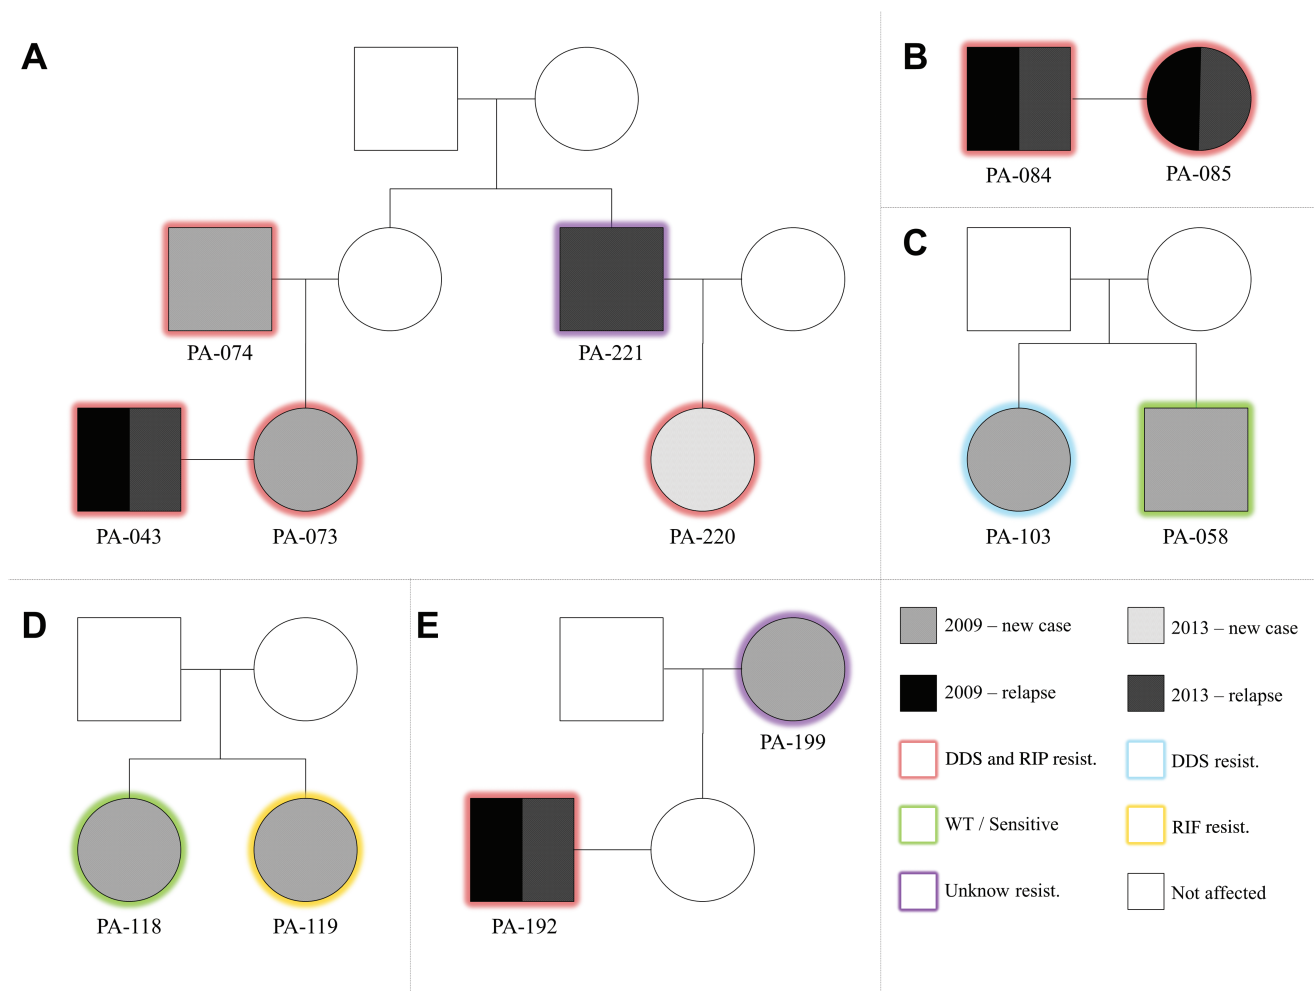 A
B
PA-084
PA-085
C
PA-074
PA-221
PA-043
PA-073
PA-220
PA-103
PA-058
D
E
PA-199
PA-118
PA-119
PA-192
2009 – new case
2013 – new case
2009 – relapse
2013 – relapse
DDS and RIP resist.
DDS resist.
WT / Sensitive
RIF resist.
Unknow resist.
Not affected